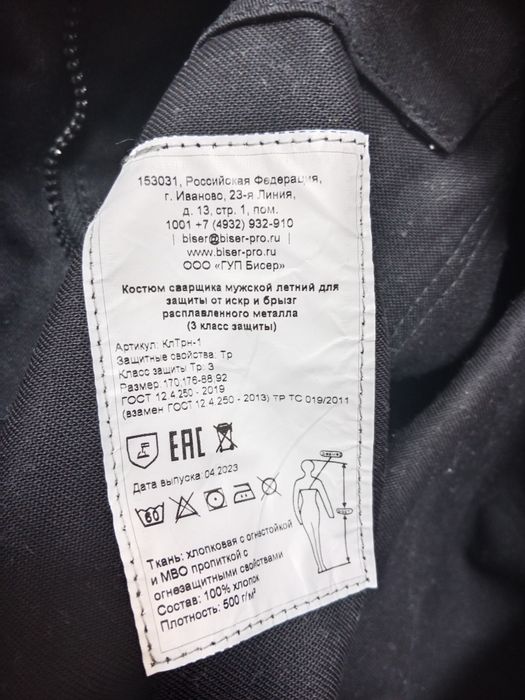 153031, Российская Федерация,
г. Иваново, 23-я Линия,
д. 13, стр. 1, пом.
1001 +7 (4932) 932-910
| biser@biser-pro.ru |
www.biser-pro.ru
ООО «ГУП Бисер»
Костюм сварщика мужской летний для
защиты от искр и брызг
расплавленного металла
(3 класс защиты)
Артикул: КлТрн-1
Защитные свойства: Тр
Класс защиты Тр: 3
Размер: 170,176-88,92
ГОСТ 12.4.250 - 2019
(взамен ГОСТ 12.4.250 - 2013) ТР ТС 019/2011
EAC
Дата выпуска: 04.2023
60
Ткань: хлопковая с огнестойкой
и МВО пропиткой с
огнезащитными свойствами
Состав: 100% хлопок
Плотность: 500 г/м²